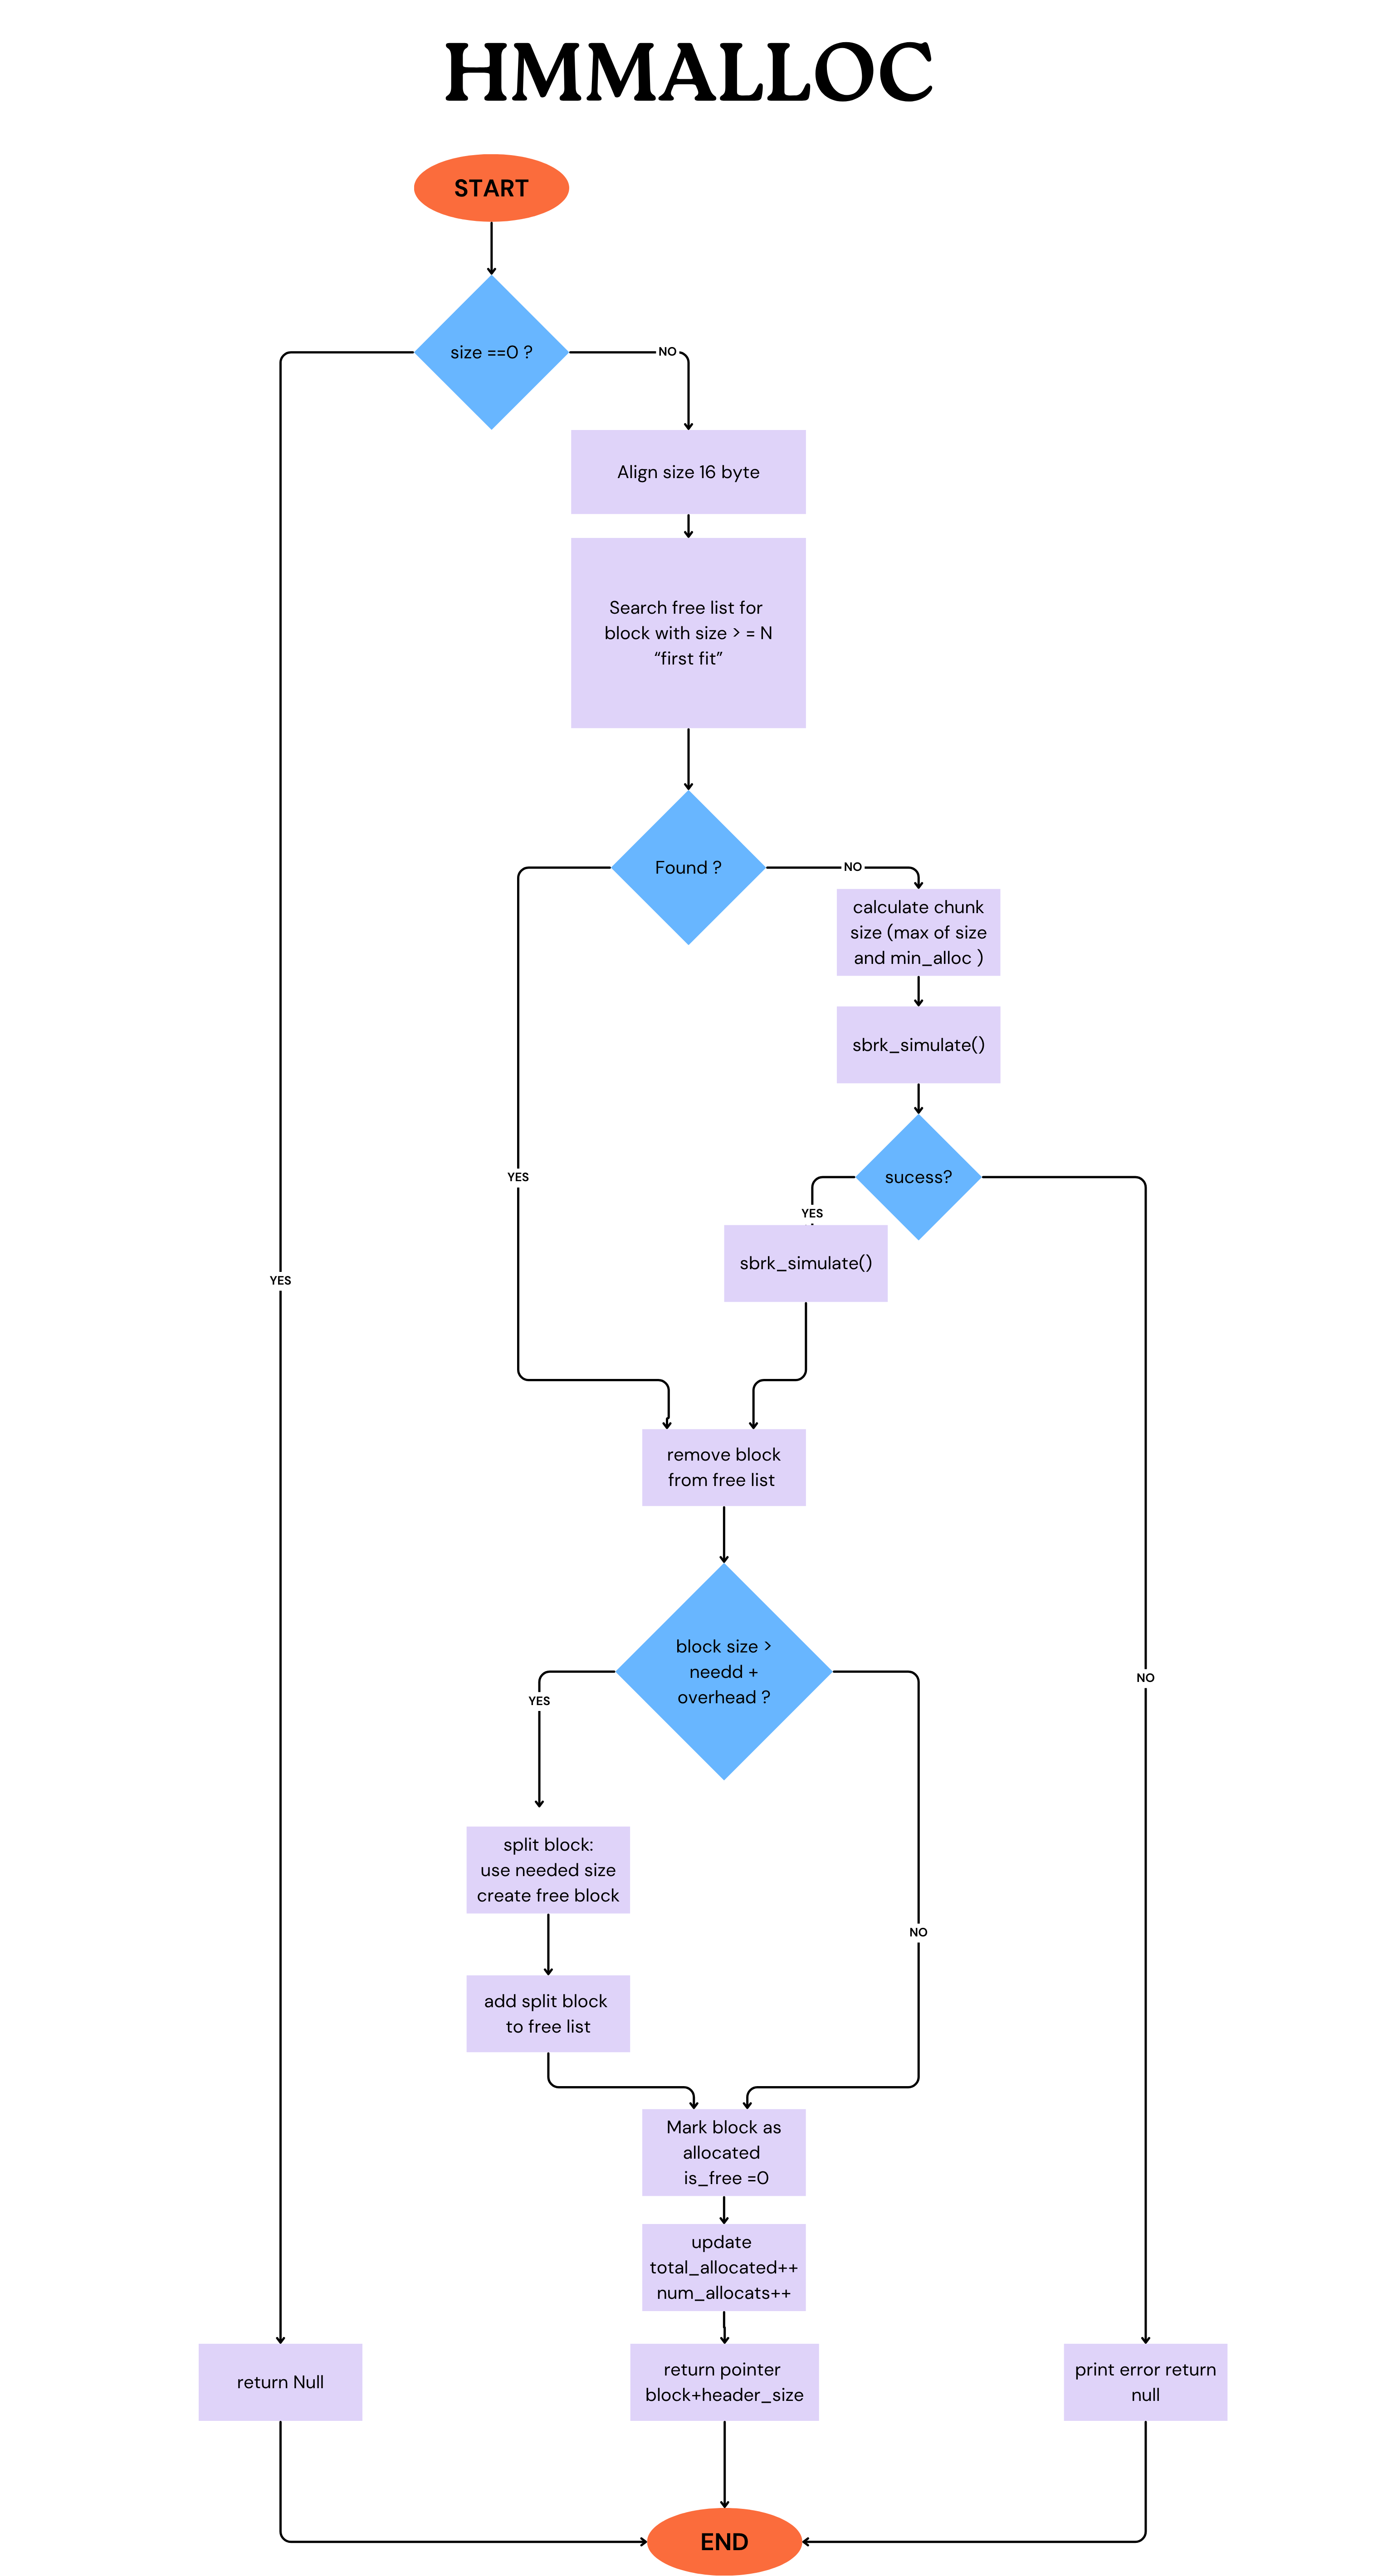 HMMALLOC
START
size ==0 ?
NO
Align size 16 byte
Search free list for
block with size > = N
“first fit”
Found ?
NO
calculate chunk
size (max of size
and min_alloc )
sbrk_simulate()
sucess?
YES
YES
sbrk_simulate()
YES
remove block
from free list
block size >
needd +
overhead ?
YES
NO
split block:
use needed size
create free block
NO
add split block
to free list
Mark block as
allocated
is_free =0
update
total_allocated++
num_allocats++
return Null
return pointer
block+header_size
print error return
null
END